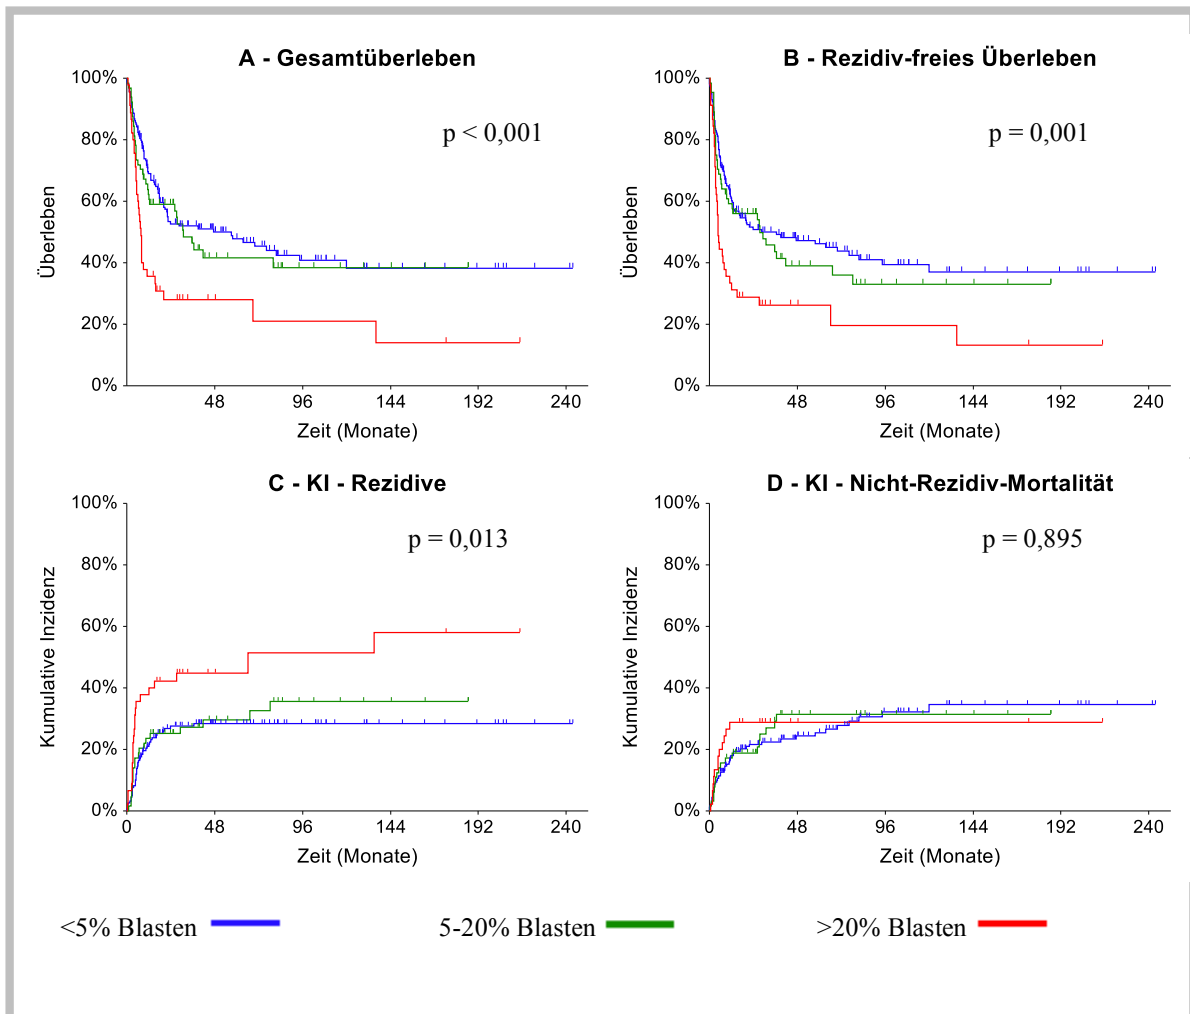 A - Gesamtüberleben
100%
80%
60%
40%
20%
0%
Überleben
p < 0,001
48 96 144 192 240
Zeit (Monate)
B - Rezidiv-freies Überleben
100%
80%
60%
40%
20%
0%
Überleben
p = 0,001
48 96 144 192 240
Zeit (Monate)
C - KI - Rezidive
100%
80%
60%
40%
20%
0%
Kumulative Inzidenz
p = 0,013
0 48 96 144 192 240
Zeit (Monate)
D - KI - Nicht-Rezidiv-Mortalität
100%
80%
60%
40%
20%
0%
Kumulative Inzidenz
p = 0,895
0 48 96 144 192 240
Zeit (Monate)
<5% Blasten 5-20% Blasten >20% Blasten